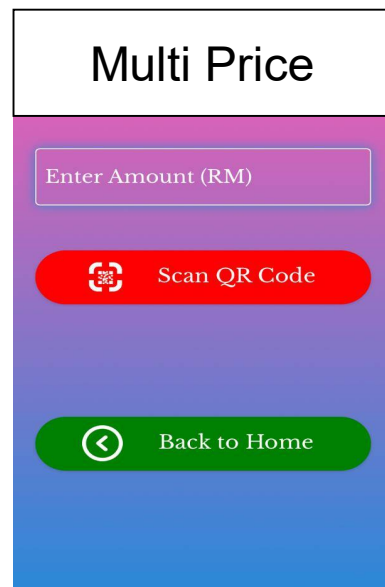 Multi Price
Enter Amount (RM)
Scan QR Code
Back to Home